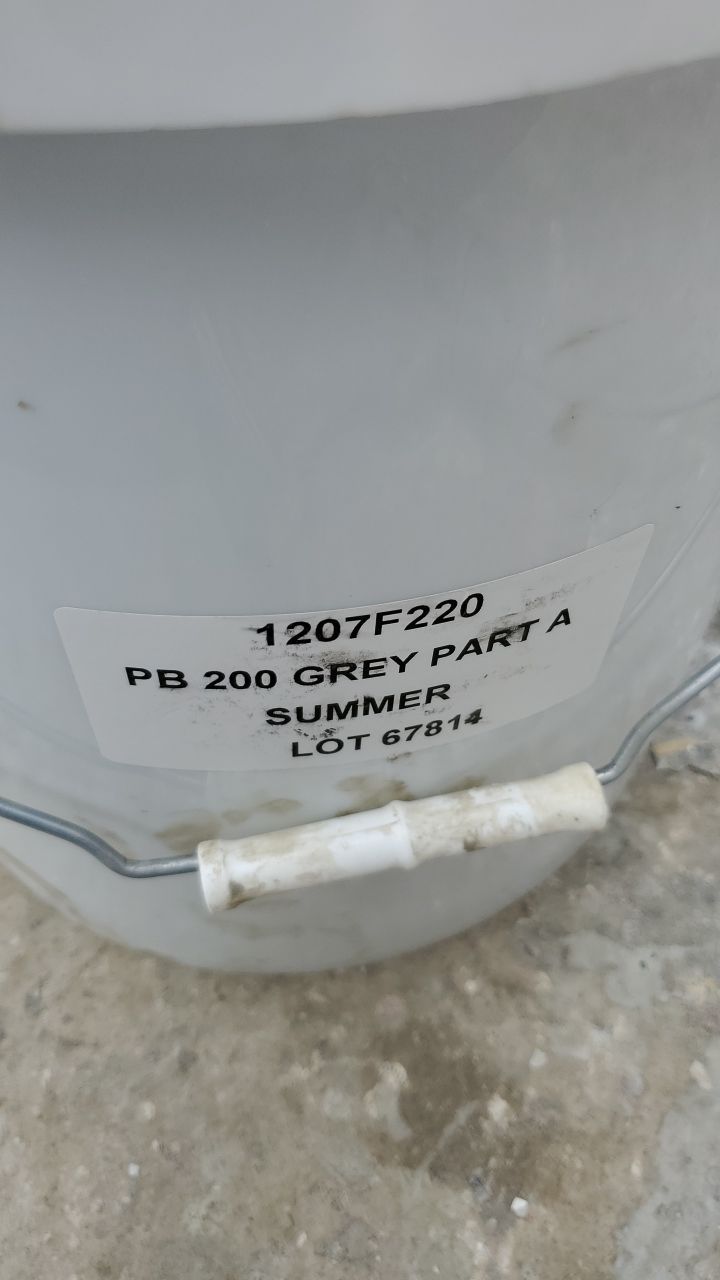 1207F220
PB 200 GREY PART A
SUMMER
LOT 67814